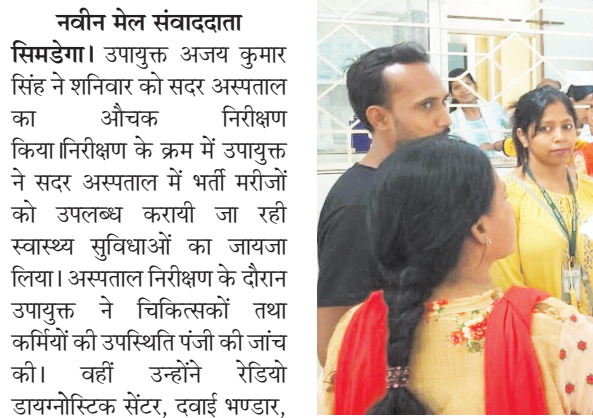 नवीन मेल संवाददाता
सिमडेगा। उपायुक्त अजय कुमार
सिंह ने शनिवार को सदर अस्पताल
का औचक निरीक्षण
किया।निरीक्षण के क्रम में उपायुक्त
ने सदर अस्पताल में भर्ती मरीजों
को उपलब्ध करायी जा रही
स्वास्थ्य सुविधाओं का जायजा
लिया। अस्पताल निरीक्षण के दौरान
उपायुक्त ने चिकित्सकों तथा
कर्मियों की उपस्थिति पंजी की जांच
की। वहीं उन्होंने रेडियो
डायग्नोस्टिक सेंटर, दवाई भण्डार,